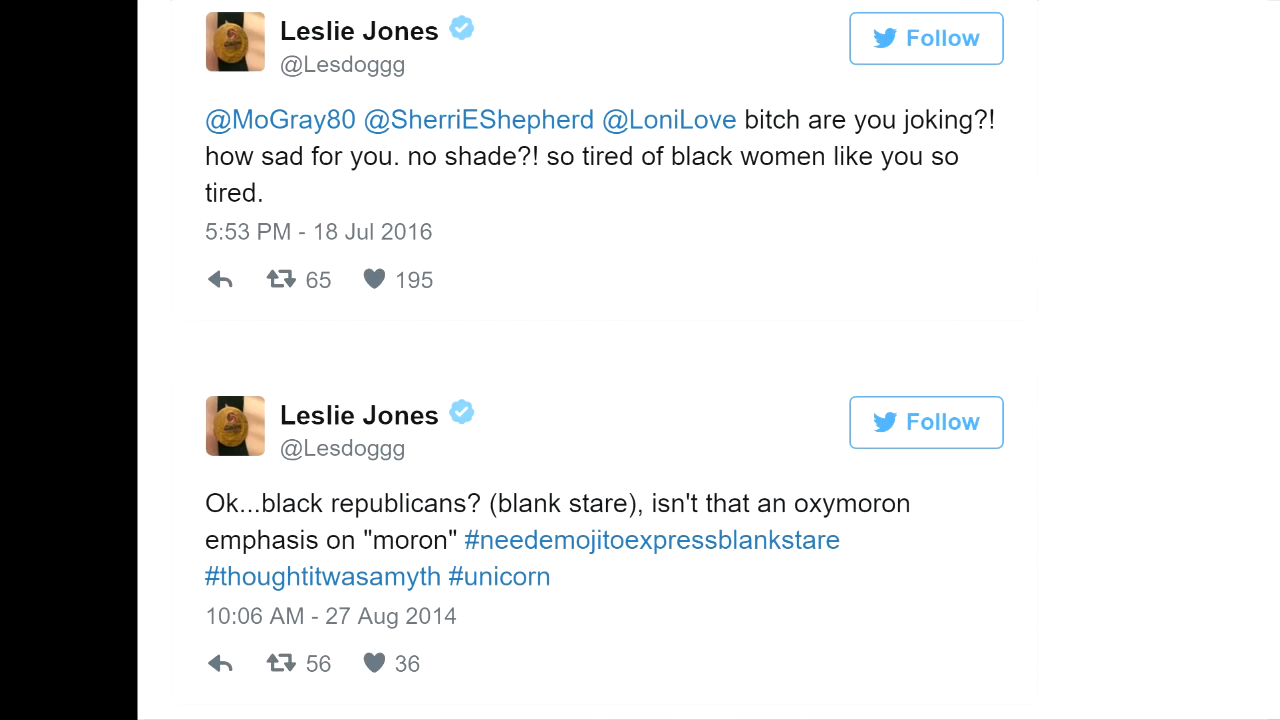 Leslie Jones
Follow
@Lesdoggg
@MoGray80 @SherriEShepherd @LoniLove bitch are you joking?!
how sad for you. no shade?! so tired of black women like you so
tired.
5:53 PM - 18 Jul 2016
65 195
Leslie Jones
Follow
@Lesdoggg
Ok...black republicans? (blank stare), isn't that an oxymoron
emphasis on "moron" #needemojitoexpressblankstare
#thoughtitwasamyth #unicorn
10:06 AM - 27 Aug 2014
56 36